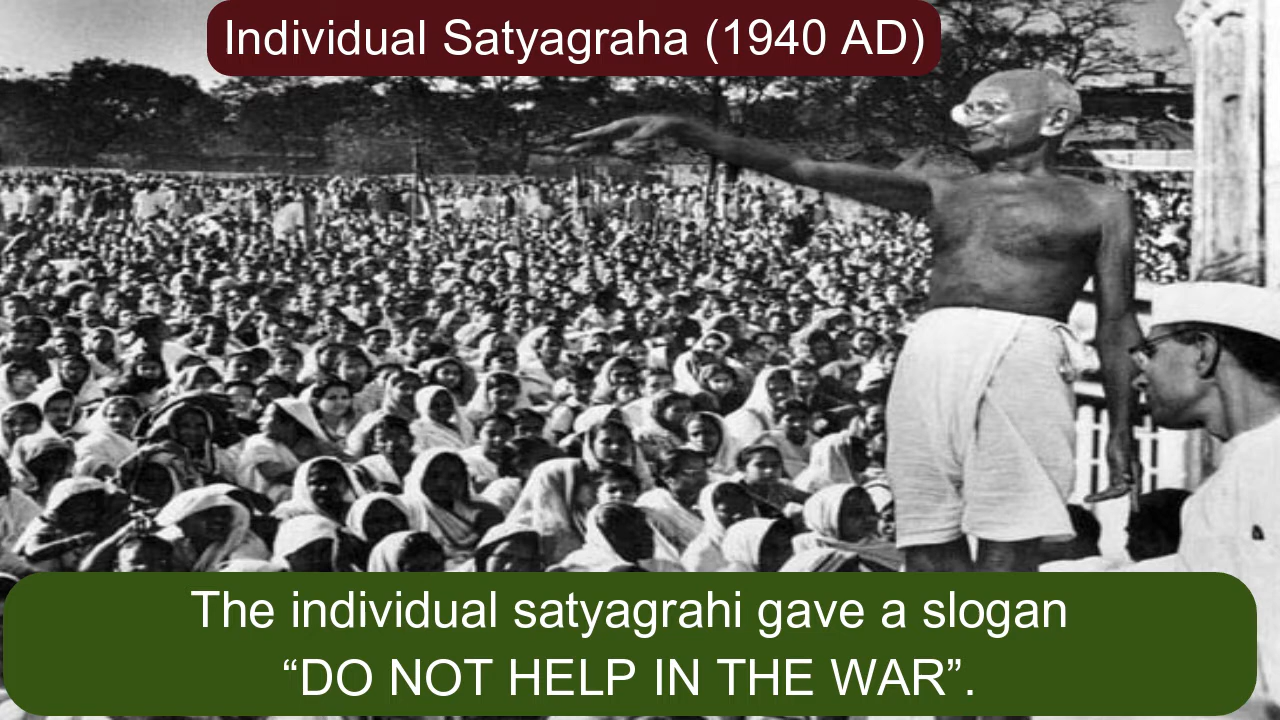 Individual Satyagraha (1940 AD)
The individual satyagrahi gave a slogan
“DO NOT HELP IN THE WAR”.